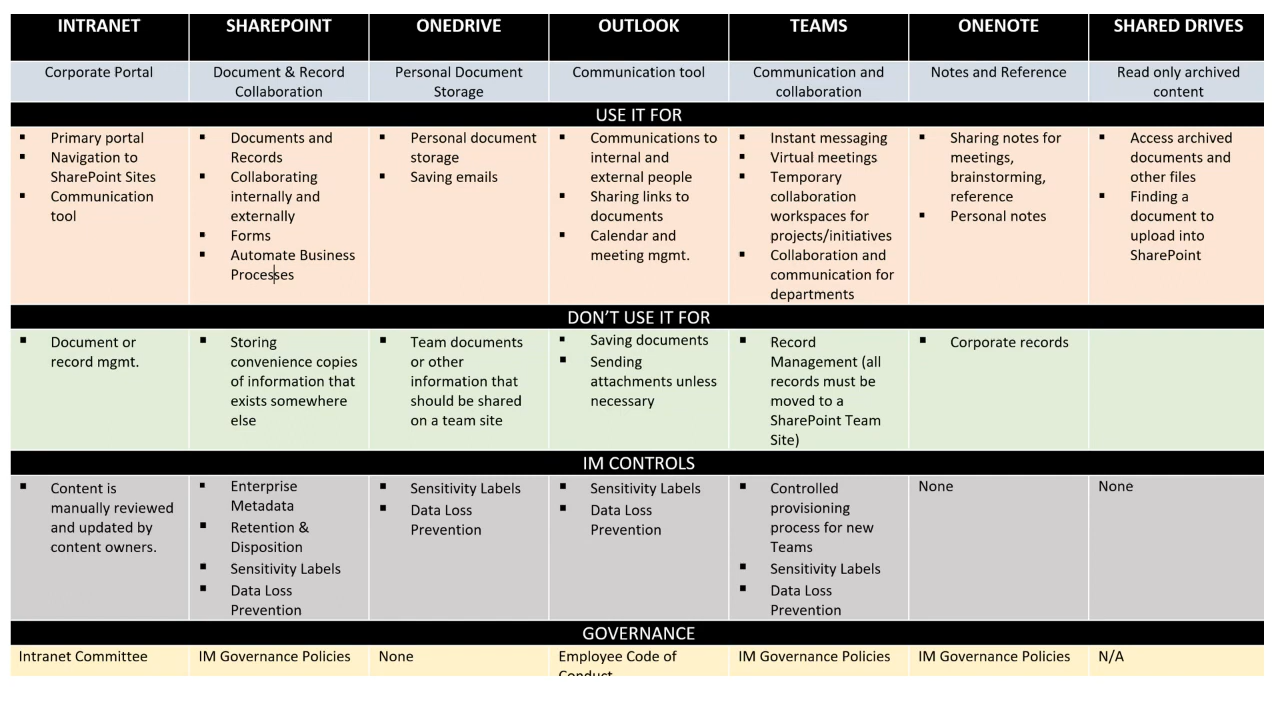 INTRANET
SHAREPOINT
ONEDRIVE
OUTLOOK
TEAMS
ONENOTE
SHARED DRIVES
Corporate Portal
Document & Record
Collaboration
Personal Document
Storage
Communication tool
Communication and
collaboration
Notes and Reference
Read only archived
content
USE IT FOR
▪ Primary portal
▪ Navigation to
SharePoint Sites
▪ Communication
tool
▪ Documents and
Records
▪ Collaborating
internally and
externally
▪ Forms
▪ Automate Business
Processes
▪ Personal document
storage
▪ Saving emails
▪ Communications to
internal and
external people
▪ Sharing links to
documents
▪ Calendar and
meeting mgmt.
▪ Instant messaging
▪ Virtual meetings
▪ Temporary
collaboration
workspaces for
projects/initiatives
▪ Collaboration and
communication for
departments
▪ Sharing notes for
meetings,
brainstorming,
reference
▪ Personal notes
▪ Access archived
documents and
other files
▪ Finding a
document to
upload into
SharePoint
DON’T USE IT FOR
▪ Document or
record mgmt.
▪ Storing
convenience copies
of information that
exists somewhere
else
▪ Team documents
or other
information that
should be shared
on a team site
▪ Saving documents
▪ Sending
attachments unless
necessary
▪ Record
Management (all
records must be
moved to a
SharePoint Team
Site)
▪ Corporate records
IM CONTROLS
▪ Content is
manually reviewed
and updated by
content owners.
▪ Enterprise
Metadata
▪ Retention &
Disposition
▪ Sensitivity Labels
▪ Data Loss
Prevention
▪ Sensitivity Labels
▪ Data Loss
Prevention
▪ Sensitivity Labels
▪ Data Loss
Prevention
▪ Controlled
provisioning
process for new
Teams
▪ Sensitivity Labels
▪ Data Loss
Prevention
None
None
GOVERNANCE
Intranet Committee
IM Governance Policies
None
Employee Code of
Conduct
IM Governance Policies
IM Governance Policies
N/A